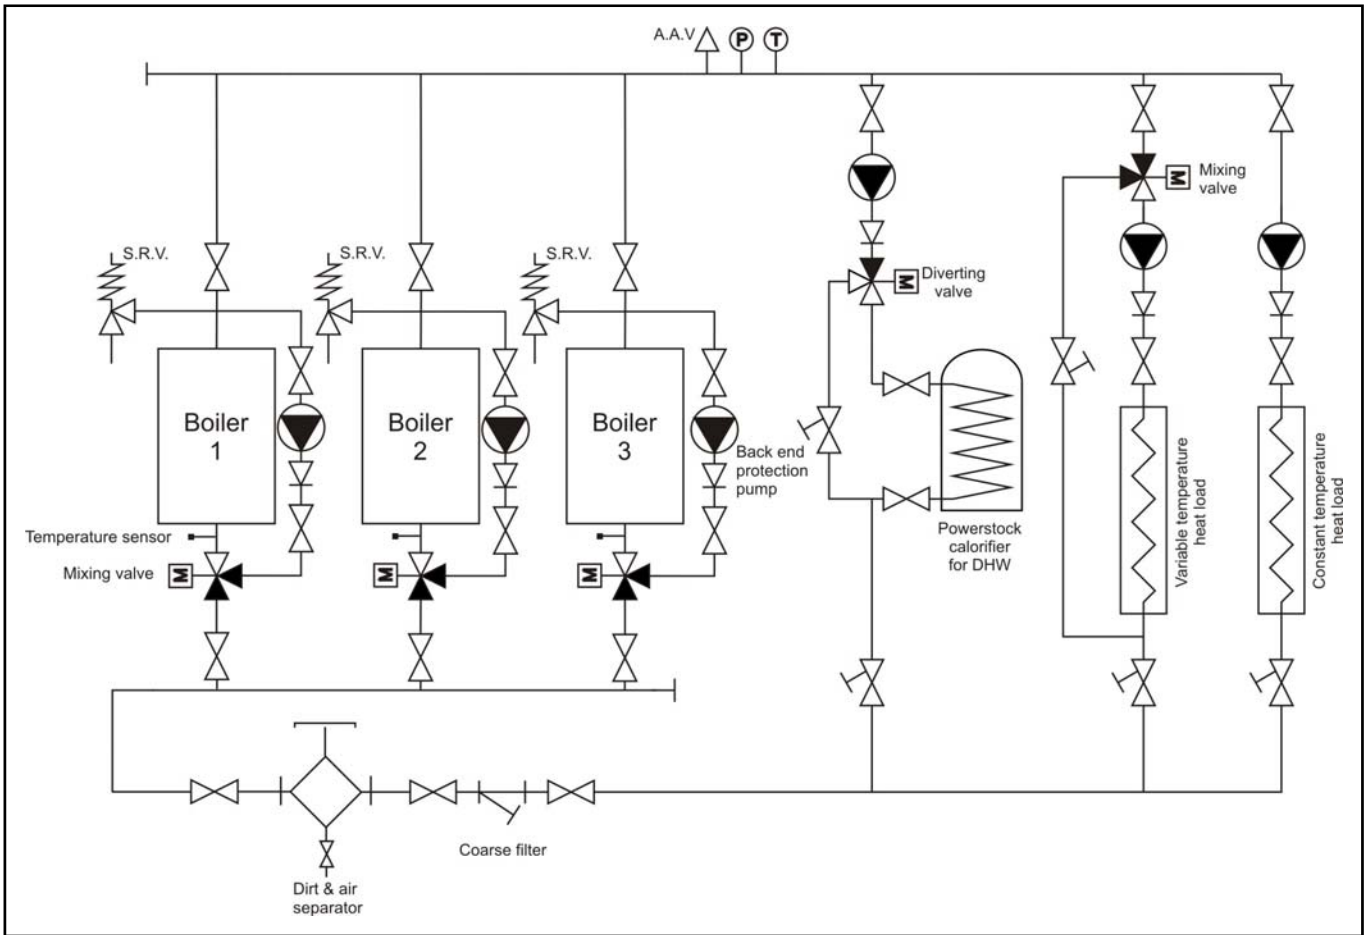 A.A.V
P
T
Mixing
valve
M
S.R.V.
S.R.V.
S.R.V.
Diverting
valve
M
Boiler
1
Boiler
2
Boiler
3
Back end
protection
pump
Variable temperature
heat load
Constant temperature
heat load
Temperature sensor
Mixing valve
M
M
M
Powerstock
calorifier
for DHW
Coarse filter
Dirt & air
separator